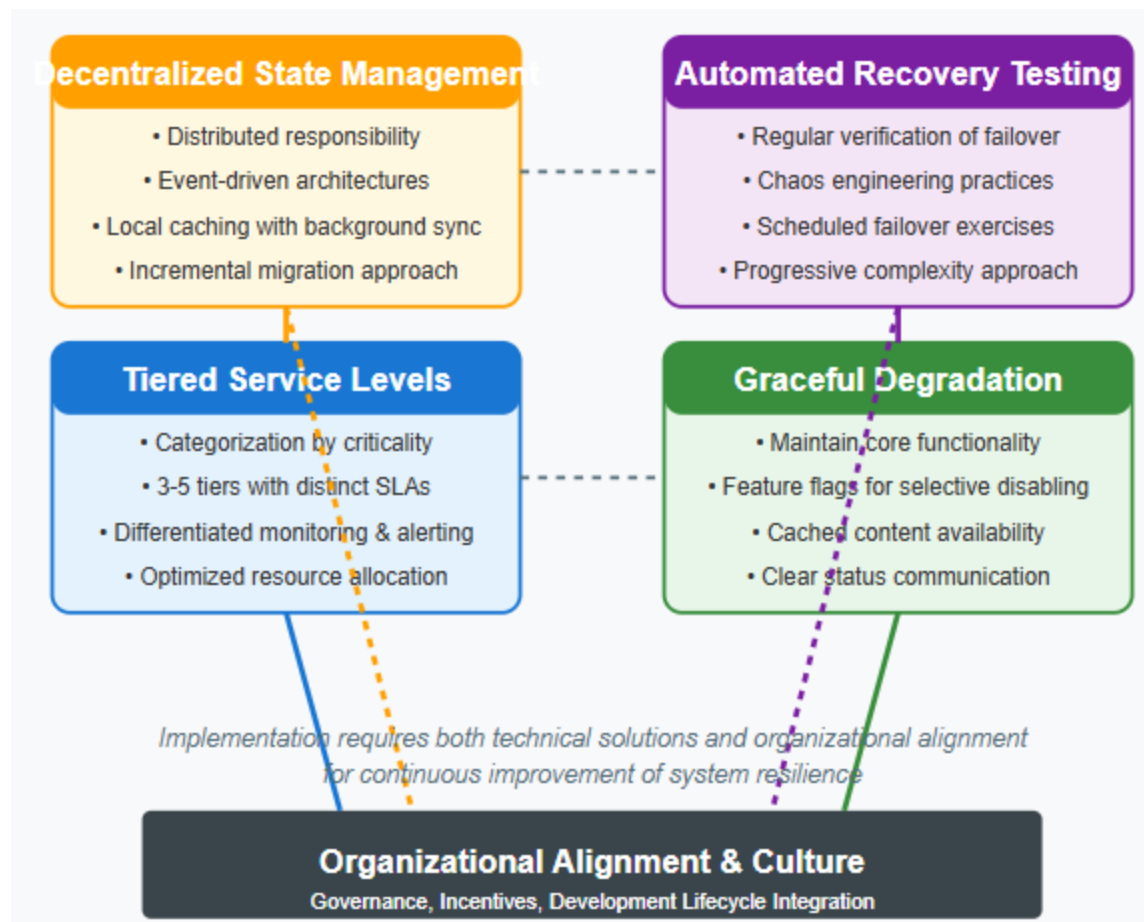 Decentralized State Management
• Distributed responsibility
• Event-driven architectures
• Local caching with background sync
• Incremental migration approach
Automated Recovery Testing
• Regular verification of failover
• Chaos engineering practices
• Scheduled failover exercises
• Progressive complexity approach
Tiered Service Levels
• Categorization by criticality
• 3-5 tiers with distinct SLAs
• Differentiated monitoring & alerting
• Optimized resource allocation
Graceful Degradation
• Maintain core functionality
• Feature flags for selective disabling
• Cached content availability
• Clear status communication
Implementation requires both technical solutions and organizational alignment
for continuous improvement of system resilience
Organizational Alignment & Culture
Governance, Incentives, Development Lifecycle Integration